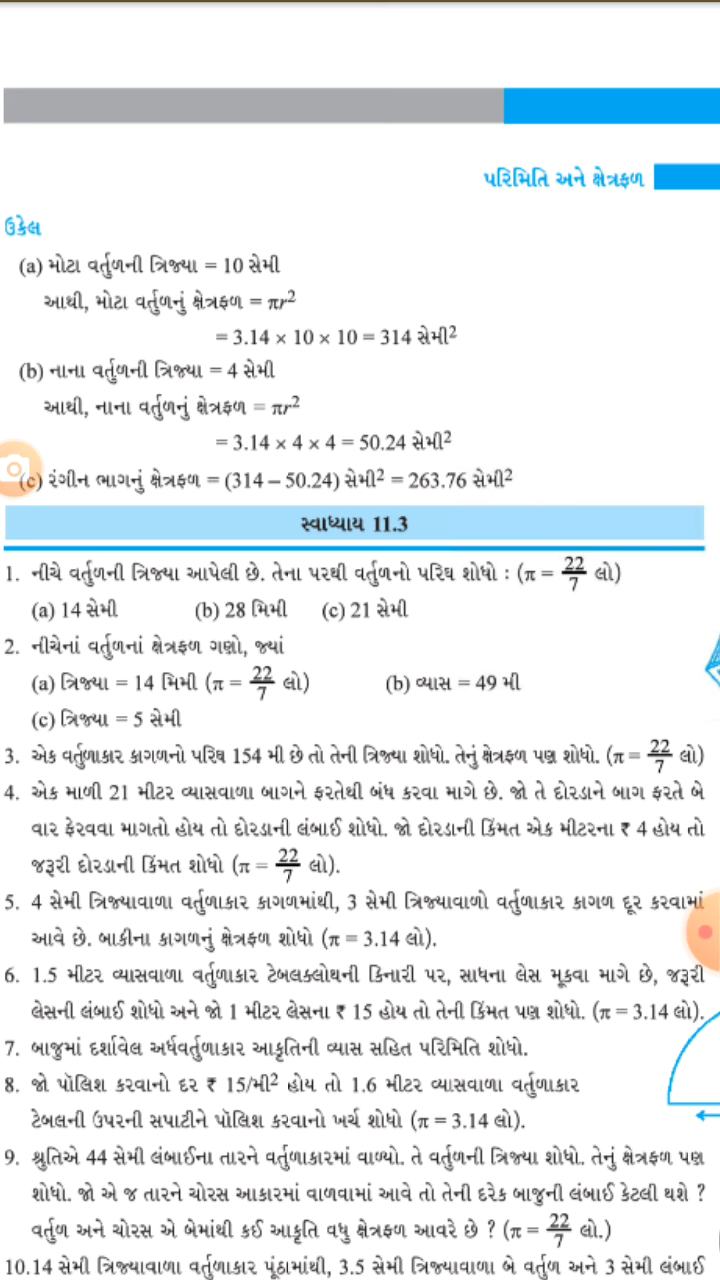 પરિમિતિ અને ક્ષેત્રફળ
ઉકેલ
(a) મોટા વર્તુળની ત્રિજ્યા = 10 સેમી
આથી, મોટા વર્તુળનું ક્ષેત્રફળ = πr²
= 3.14 × 10 × 10 = 314 સેમી²
(b) નાના વર્તુળની ત્રિજ્યા = 4 સેમી
આથી, નાના વર્તુળનું ક્ષેત્રફળ = πr²
= 3.14 × 4 × 4 = 50.24 સેમી²
(c) રંગીન ભાગનું ક્ષેત્રફળ = (314 – 50.24) સેમી² = 263.76 સેમી²
સ્વાધ્યાય 11.3
1. નીચે વર્તુળની ત્રિજ્યા આપેલી છે. તેના પરથી વર્તુળનો પરિઘ શોધો : (π = 22/7 લો)
(a) 14 સેમી (b) 28 મિમી (c) 21 સેમી
2. નીચેનાં વર્તુળનાં ક્ષેત્રફળ ગણો, જ્યાં
(a) ત્રિજ્યા = 14 મિમી (π = 22/7 લો) (b) વ્યાસ = 49 મી
(c) ત્રિજ્યા = 5 સેમી
3. એક વર્તુળાકાર કાગળનો પરિઘ 154 મી છે તો તેની ત્રિજ્યા શોધો. તેનું ક્ષેત્રફળ પણ શોધો. (π = 22/7 લો)
4. એક માળી 21 મીટર વ્યાસવાળા બાગને ફરતેથી બંધ કરવા માગે છે. જો તે દોરડાને બાગ ફરતે બે
વાર ફેરવવા માગતો હોય તો દોરડાની લંબાઈ શોધો. જો દોરડાની કિંમત એક મીટરના ₹ 4 હોય તો
જરૂરી દોરડાની કિંમત શોધો (π = 22/7 લો).
5. 4 સેમી ત્રિજ્યાવાળા વર્તુળાકાર કાગળમાંથી, 3 સેમી ત્રિજ્યાવાળો વર્તુળાકાર કાગળ દૂર કરવામાં
આવે છે. બાકીના કાગળનું ક્ષેત્રફળ શોધો (π = 3.14 લો).
6. 1.5 મીટર વ્યાસવાળા વર્તુળાકાર ટેબલક્લોથની કિનારી પર, સાધના લેસ મૂકવા માગે છે, જરૂરી
લેસની લંબાઈ શોધો અને જો 1 મીટર લેસના ₹ 15 હોય તો તેની કિંમત પણ શોધો. (π = 3.14 લો).
7. બાજુમાં દર્શાવેલ અર્ધવર્તુળાકાર આકૃતિની વ્યાસ સહિત પરિમિતિ શોધો.
8. જો પૉલિશ કરવાનો દર ₹ 15/મી² હોય તો 1.6 મીટર વ્યાસવાળા વર્તુળાકાર
ટેબલની ઉપરની સપાટીને પૉલિશ કરવાનો ખર્ચ શોધો (π = 3.14 લો).
9. શ્રુતિએ 44 સેમી લંબાઈના તારને વર્તુળાકારમાં વાળ્યો. તે વર્તુળની ત્રિજ્યા શોધો. તેનું ક્ષેત્રફળ પણ
શોધો. જો એ જ તારને ચોરસ આકારમાં વાળવામાં આવે તો તેની દરેક બાજુની લંબાઈ કેટલી થશે ?
વર્તુળ અને ચોરસ એ બેમાંથી કઈ આકૃતિ વધુ ક્ષેત્રફળ આવરે છે ? (π = 22/7 લો.)
10. 14 સેમી ત્રિજ્યાવાળા વર્તુળાકાર પૂંઠામાંથી, 3.5 સેમી ત્રિજ્યાવાળા બે વર્તુળ અને 3 સેમી લંબાઈ